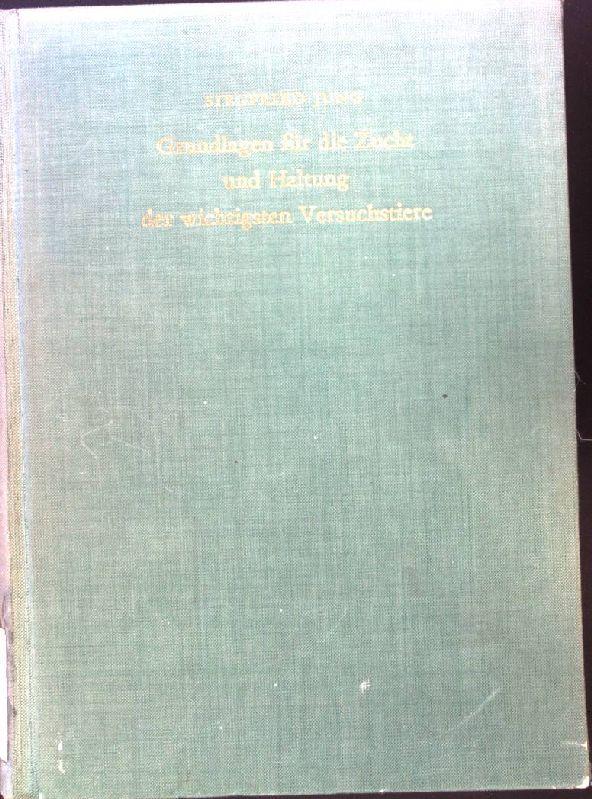 SIEGFRIED JUNG
Grundlagen für die Zucht
und Haltung
der wichtigsten Versuchstiere